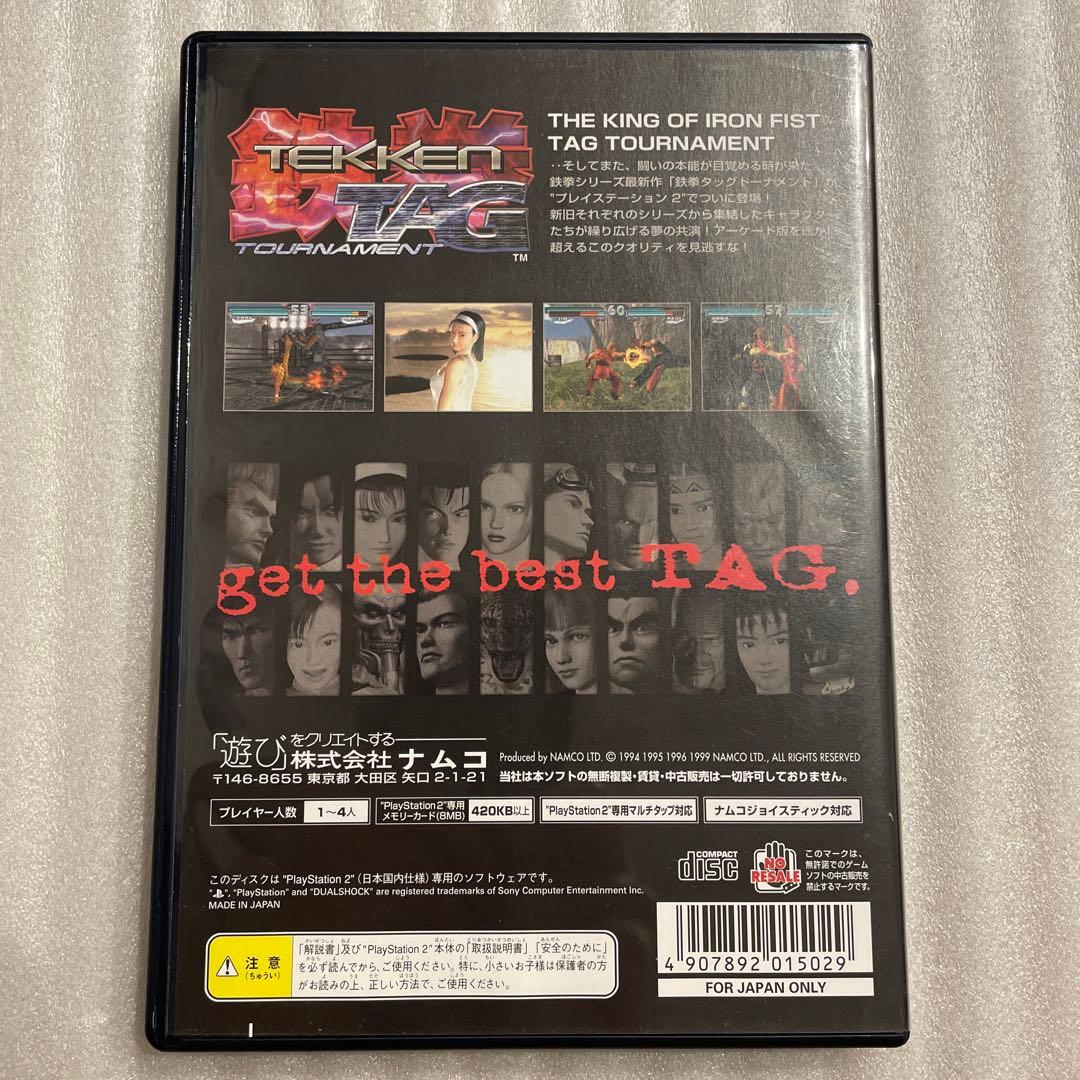 鉄拳
TEKKEN
TAG
TOURNAMENT
TM
THE KING OF IRON FIST
TAG TOURNAMENT
‥そしてまた、闘いの本能が目覚める時が来た
鉄拳シリーズ最新作「鉄拳タッグトーナメント」が
"プレイステーション 2"でついに登場！
新旧それぞれのシリーズから集結したキャラクター
たちが繰り広げる夢の共演！アーケード版を遥かに
超えるこのクオリティを見逃すな！
53
60
ANNA 57
get the best TAG.
「遊び」をクリエイトする
株式会社 ナムコ
〒146-8655 東京都 大田区 矢口 2-1-21
Produced by NAMCO LTD. © 1994 1995 1996 1999 NAMCO LTD., ALL RIGHTS RESERVED
当社は本ソフトの無断複製・賃貸・中古販売は一切許可しておりません。
プレイヤー人数 1～4人
"PlayStation 2"専用
メモリーカード(8MB) 420KB以上
"PlayStation 2"専用マルチタップ対応
ナムコジョイスティック対応
COMPACT
disc
NO
RESALE
このマークは、
無許諾でのゲーム
ソフトの中古販売を
禁止するマークです。
このディスクは "PlayStation 2" (日本国内仕様) 専用のソフトウェアです。
" ", "PlayStation" and "DUALSHOCK" are registered trademarks of Sony Computer Entertainment Inc.
MADE IN JAPAN
注意
(ちゅうい)
「解説書」及び"PlayStation 2"本体の「取扱説明書」「安全のために」
を必ず読んでから、ご使用ください。特に、小さいお子様は保護者の方
がお読みの上、正しい方法で、ご使用ください。
4 907892 015029
FOR JAPAN ONLY